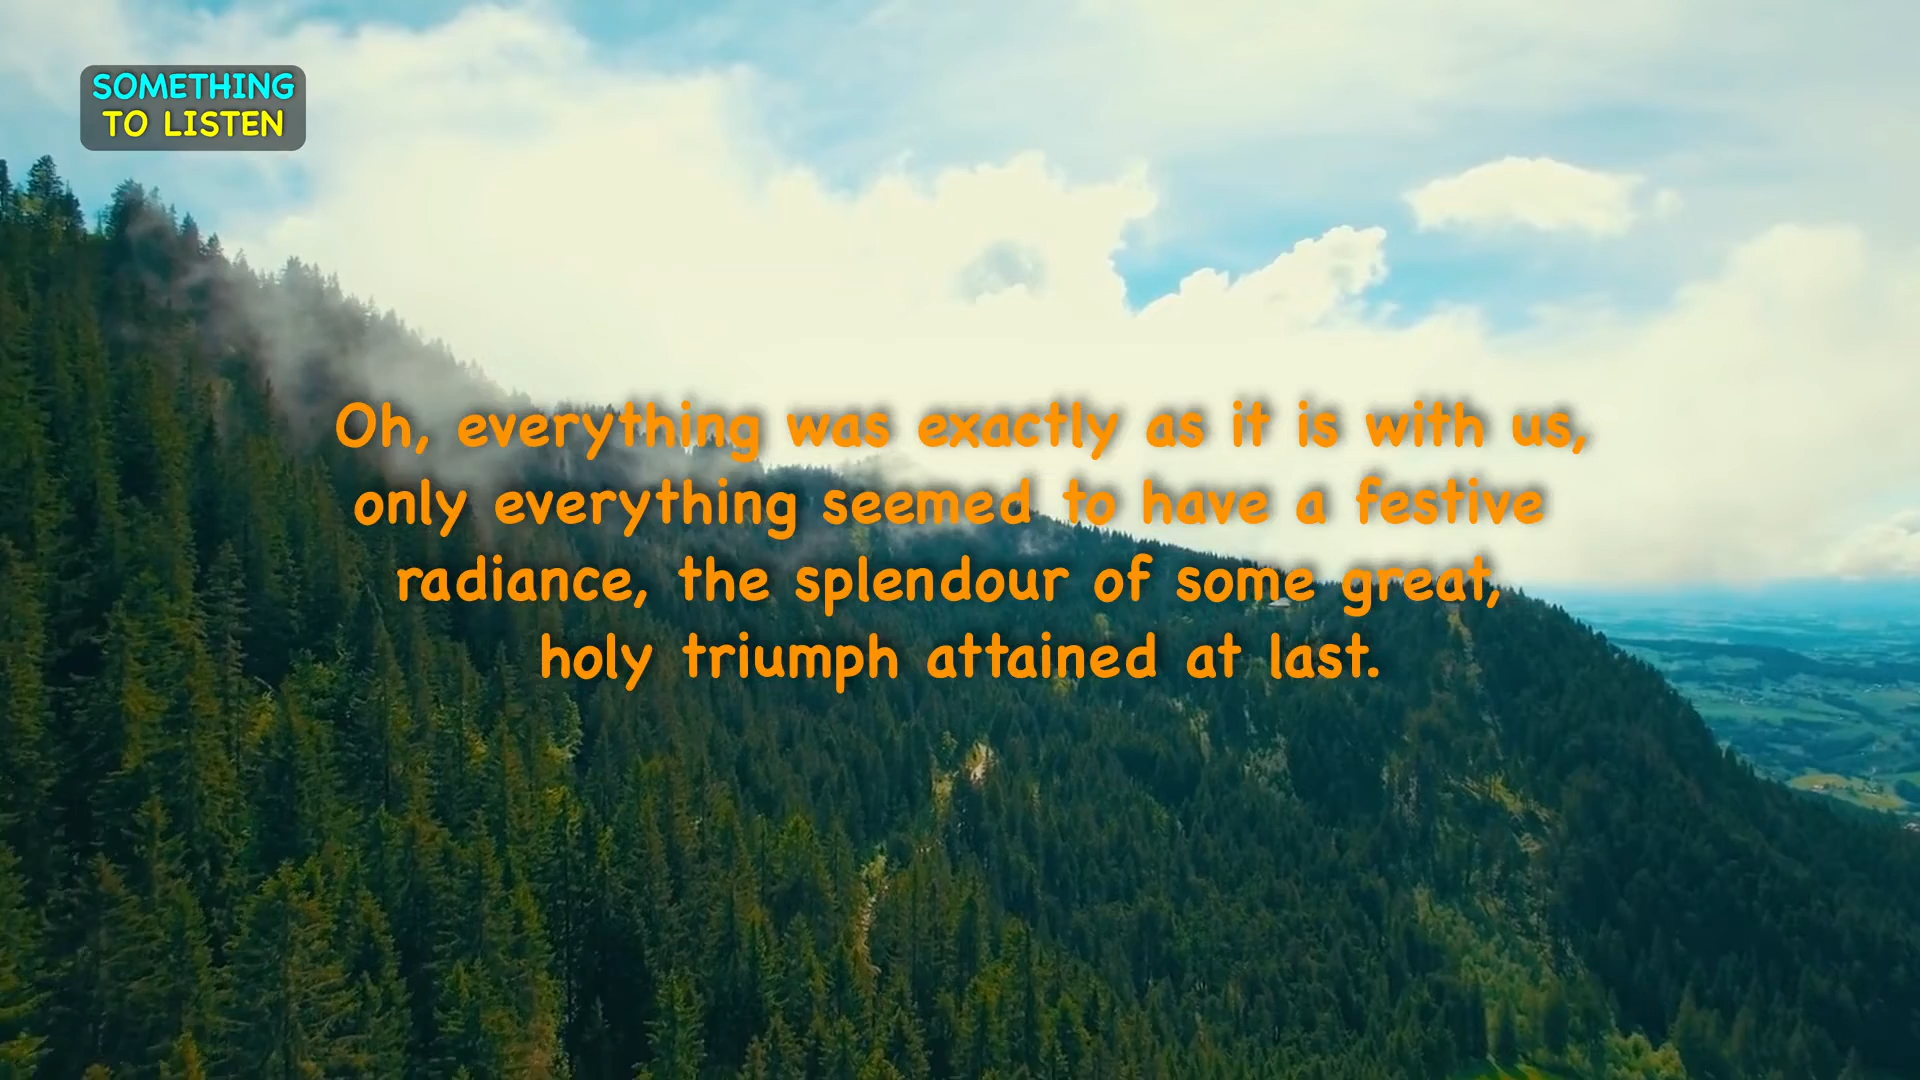 SOMETHING
TO LISTEN
Oh, everything was exactly as it is with us,
only everything seemed to have a festive
radiance, the splendour of some great,
holy triumph attained at last.